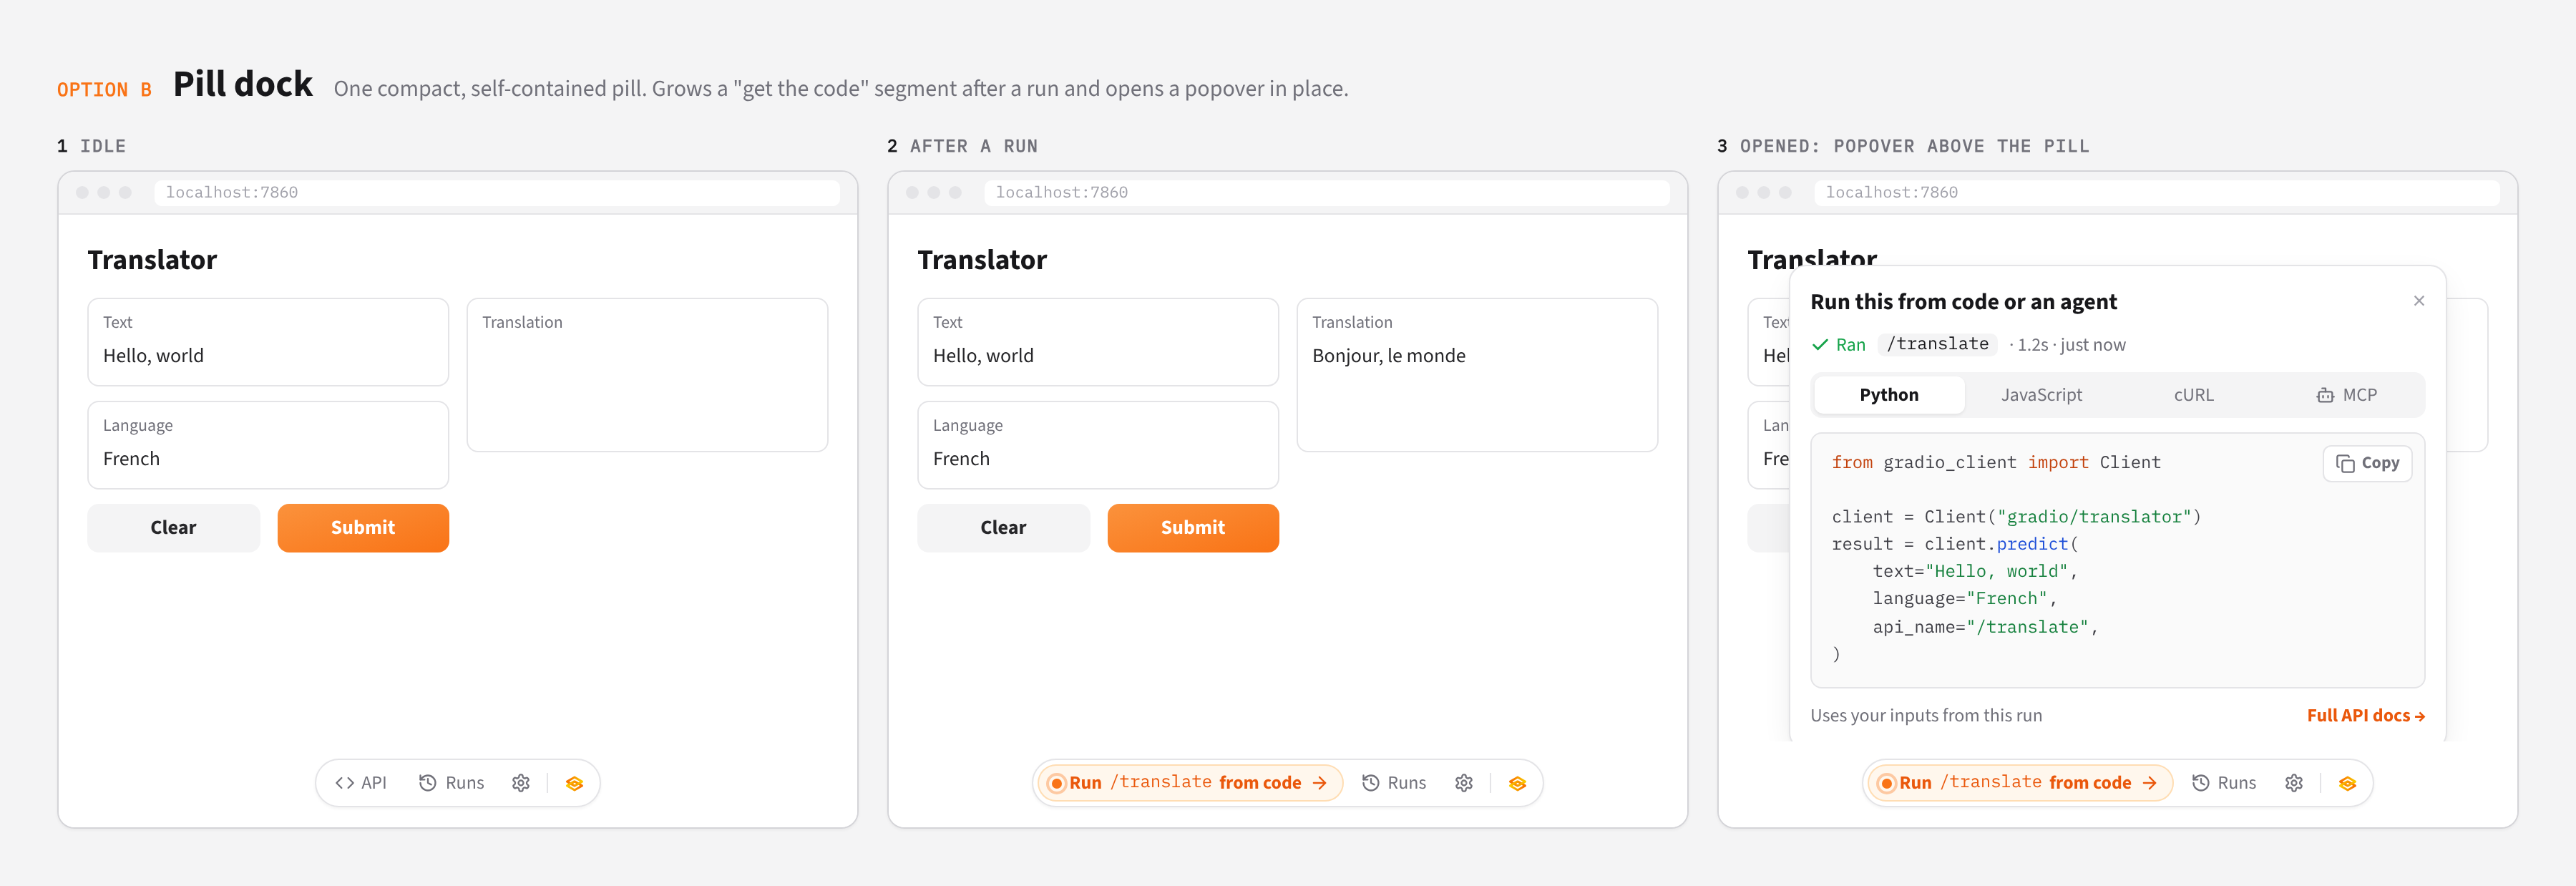 OPTION B Pill dock One compact, self-contained pill. Grows a "get the code" segment after a run and opens a popover in place.
1 IDLE
localhost:7860
Translator
Text
Hello, world
Translation
Language
French
Clear
Submit
API
Runs
2 AFTER A RUN
localhost:7860
Translator
Text
Hello, world
Translation
Bonjour, le monde
Language
French
Clear
Submit
Run /translate from code →
Runs
3 OPENED: POPOVER ABOVE THE PILL
localhost:7860
Translator
Run this from code or an agent ×
✓ Ran /translate · 1.2s · just now
Python
JavaScript
cURL
MCP
from gradio_client import Client
Copy
client = Client("gradio/translator")
result = client.predict(
    text="Hello, world",
    language="French",
    api_name="/translate",
)
Uses your inputs from this run
Full API docs →
Run /translate from code →
Runs